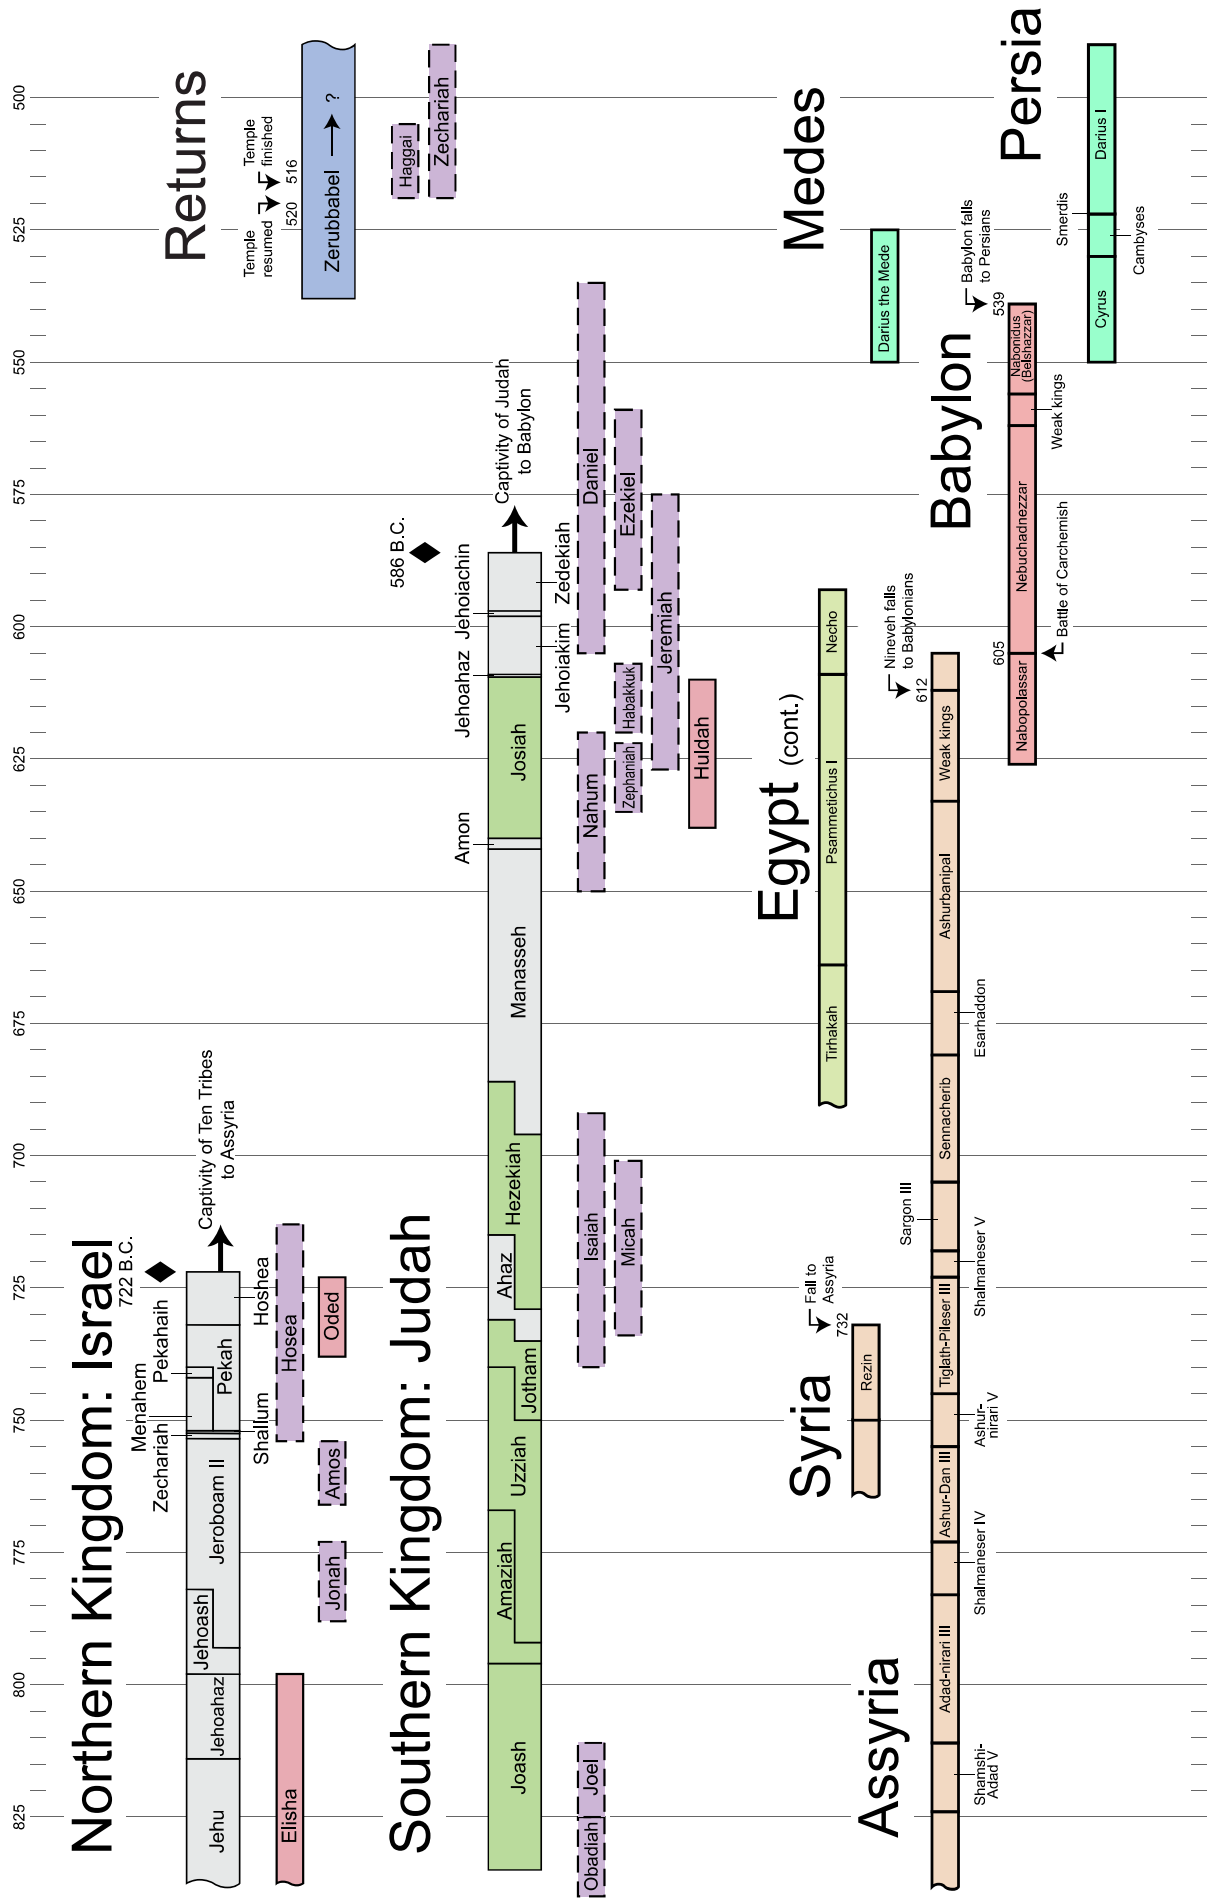 825
800
775
750
725
700
675
650
625
600
575
550
525
500
Northern Kingdom: Israel
722 B.C.
Zechariah
Menahem
Pekahaih
Jehu
Jehoahaz
Jehoash
Jeroboam II
Pekah
Shallum
Hoshea
Captivity of Ten Tribes
to Assyria
Elisha
Hosea
Jonah
Amos
Oded
Returns
Temple
resumed
520
Temple
finished
516
Zerubbabel
?
Haggai
Zechariah
Southern Kingdom: Judah
586 B.C.
Amon
Jehoahaz
Jehoiachin
Joash
Amaziah
Uzziah
Jotham
Ahaz
Hezekiah
Manasseh
Josiah
Jehoiakim
Zedekiah
Captivity of Judah
to Babylon
Obadiah
Joel
Isaiah
Micah
Nahum
Zephaniah
Habakkuk
Jeremiah
Huldah
Daniel
Ezekiel
Egypt (cont.)
Tirhakah
Psammetichus I
Necho
Medes
Darius the Mede
Syria
Rezin
Fall to
Assyria
732
Assyria
Shamshi-
Adad V
Adad-nirari III
Shalmaneser IV
Ashur-Dan III
Ashur-
nirari V
Tiglath-Pileser III
Shalmaneser V
Sargon III
Sennacherib
Esarhaddon
Ashurbanipal
Weak kings
Nineveh falls
to Babylonians
612
Babylon
Nabopolassar
605
Battle of Carchemish
Nebuchadnezzar
Weak kings
Nabonidus
(Belshazzar)
539
Babylon falls
to Persians
Persia
Cyrus
Cambyses
Smerdis
Darius I